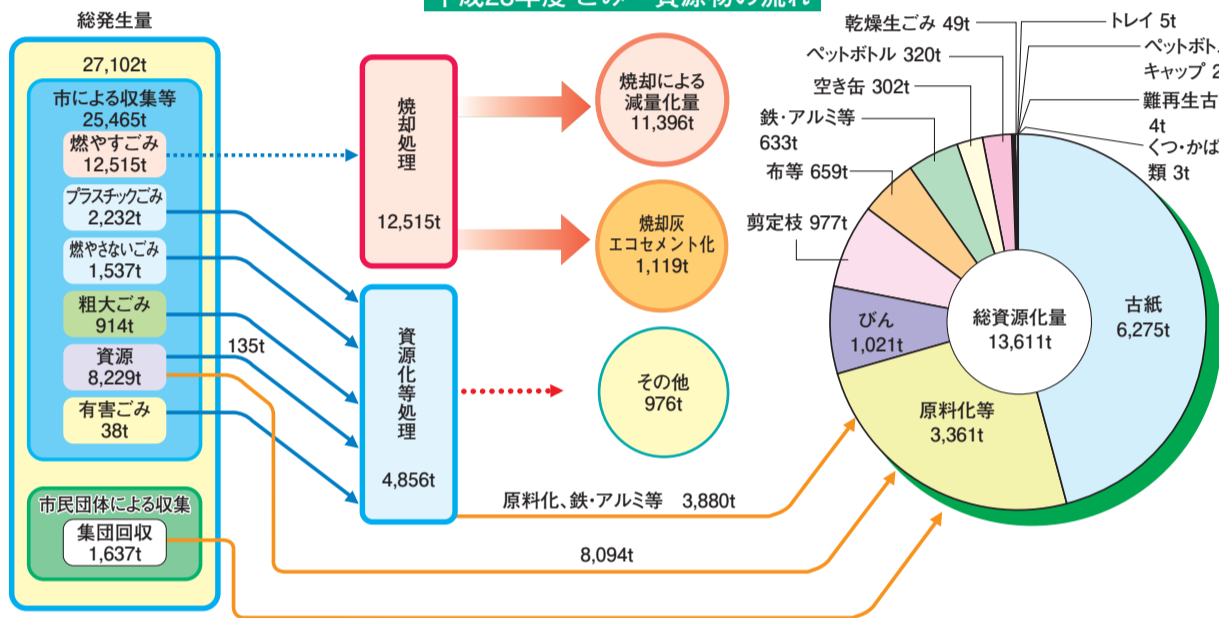 総発生量
27,102t
市による収集等
25,465t
燃やすごみ
12,515t
プラスチックごみ
2,232t
燃やさないごみ
1,537t
粗大ごみ
914t
135t
資源
8,229t
有害ごみ
38t
市民団体による収集
集団回収
1,637t
焼却処理
12,515t
資源化等処理
4,856t
焼却による
減量化量
11,396t
焼却灰
エコセメント化
1,119t
その他
976t
原料化、鉄・アルミ等 3,880t
8,094t
乾燥生ごみ 49t
ペットボトル 320t
空き缶 302t
鉄・アルミ等
633t
布等 659t
剪定枝 977t
びん
1,021t
原料化等
3,361t
総資源化量
13,611t
古紙
6,275t
トレイ 5t
ペットボ
キャップ 2
難再生古
4t
くつ・かば
類 3t